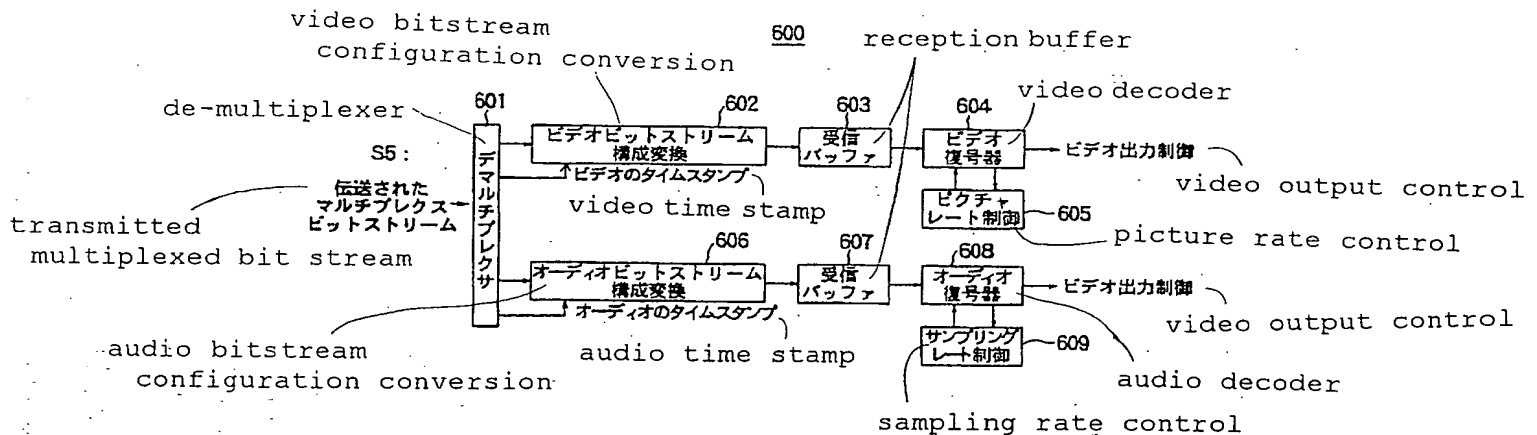 video bitstream
configuration conversion
600
reception buffer
de-multiplexer
601
602
603
604
video decoder
S5：
伝送された
マルチプレクス
ビットストリーム
デマルチプレクサ
ビデオビットストリーム
構成変換
受信
バッファ
ビデオ
復号器
ビデオ出力制御
video output control
ビデオのタイムスタンプ
video time stamp
ピクチャ
レート制御
605
picture rate control
transmitted
multiplexed bit stream
606
607
608
オーディオビットストリーム
構成変換
受信
バッファ
オーディオ
復号器
ビデオ出力制御
video output control
オーディオのタイムスタンプ
audio time stamp
サンプリング
レート制御
609
audio bitstream
configuration conversion
audio decoder
sampling rate control